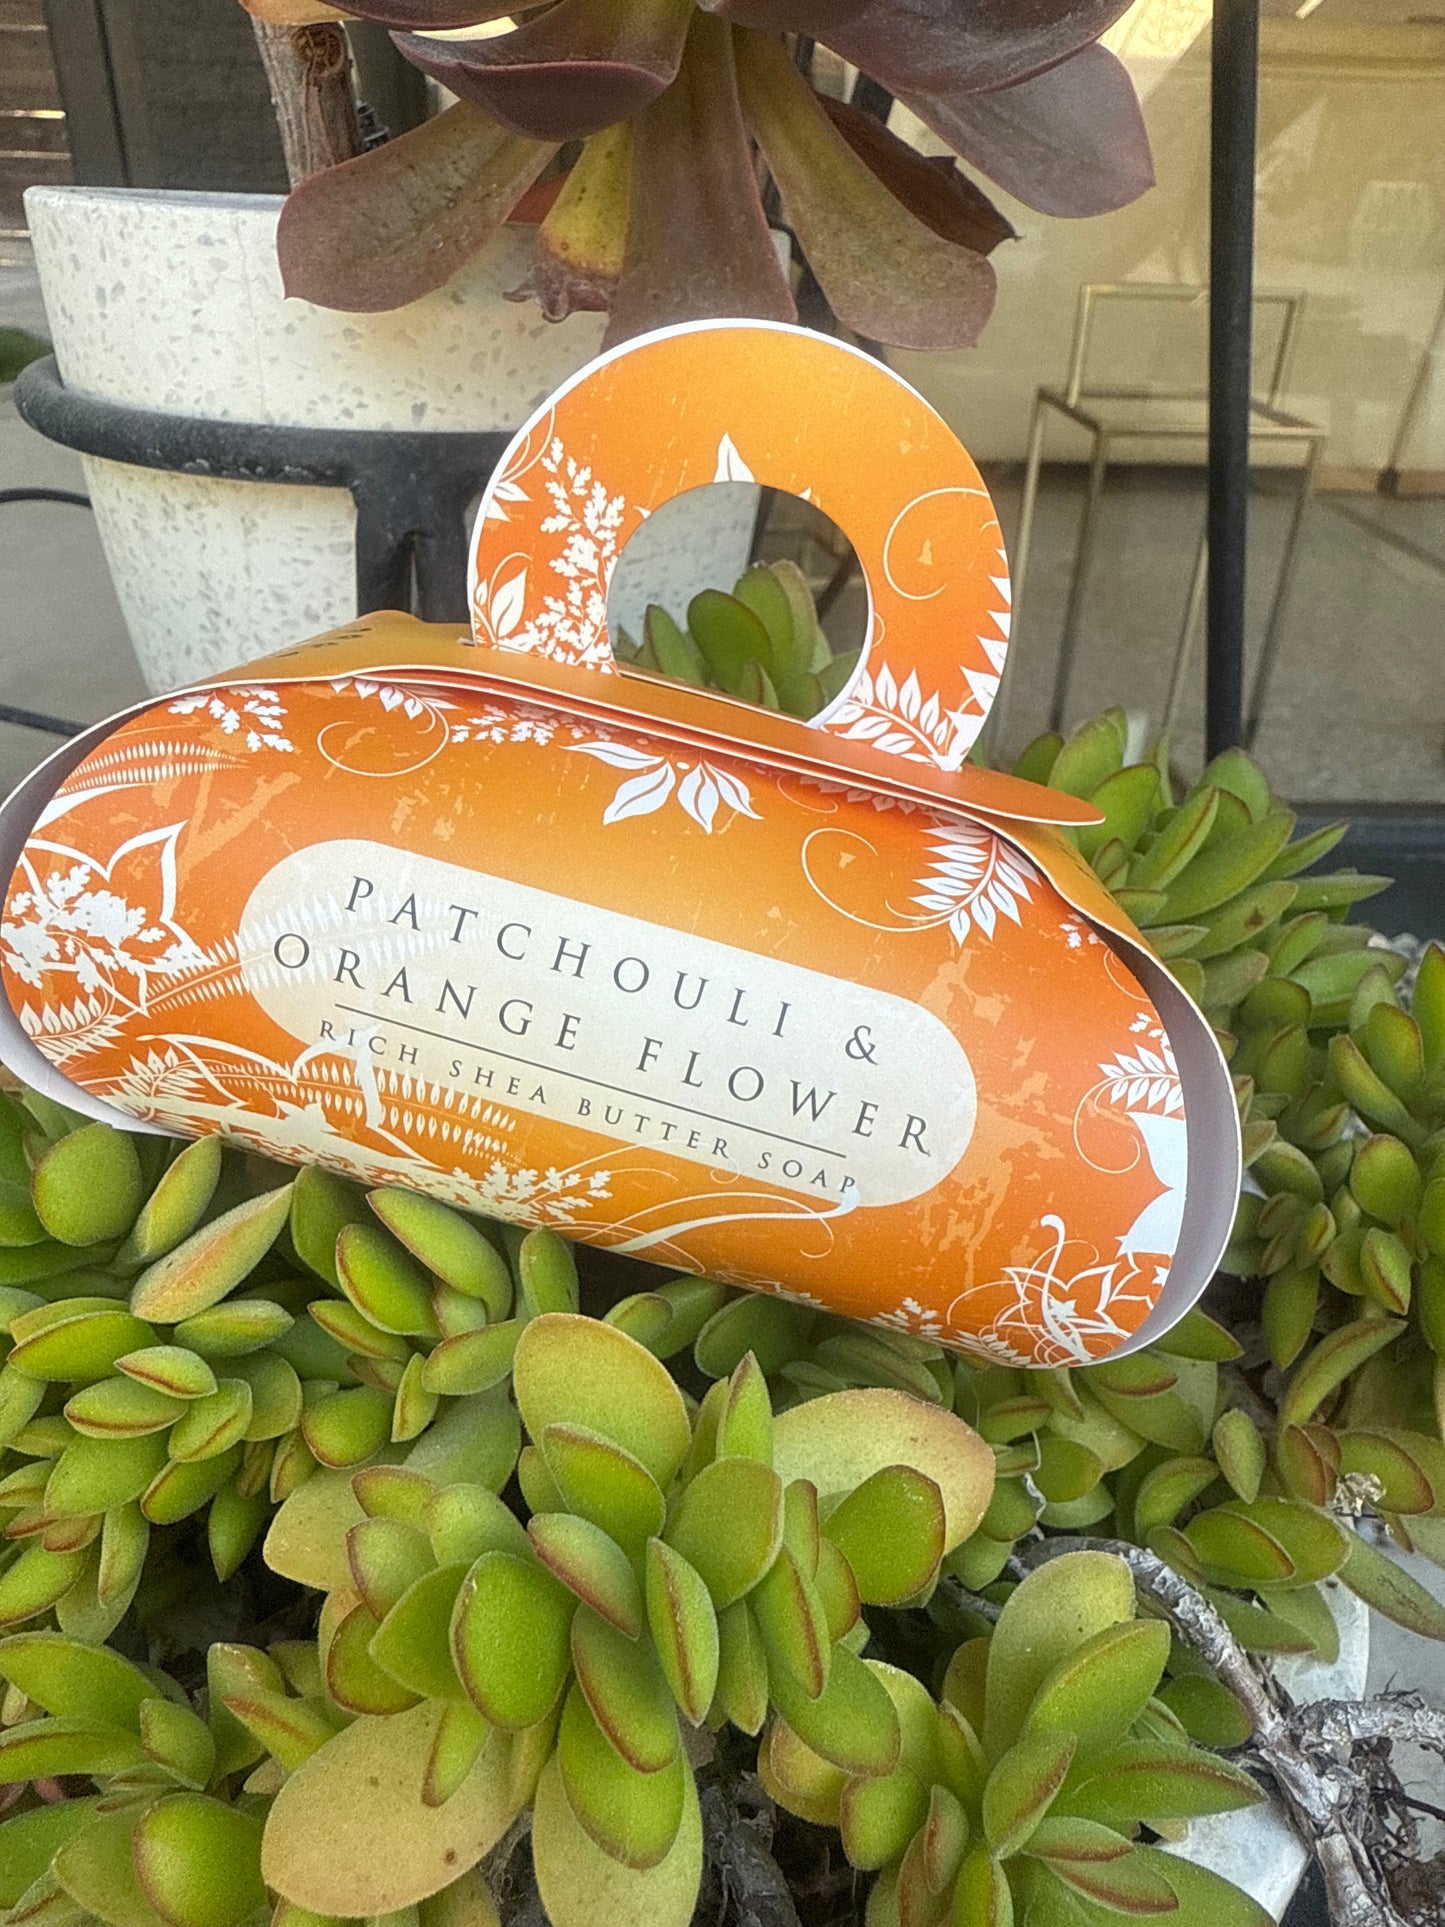 PATCHOULI &
ORANGE FLOWER
RICH SHEA BUTTER SOAP